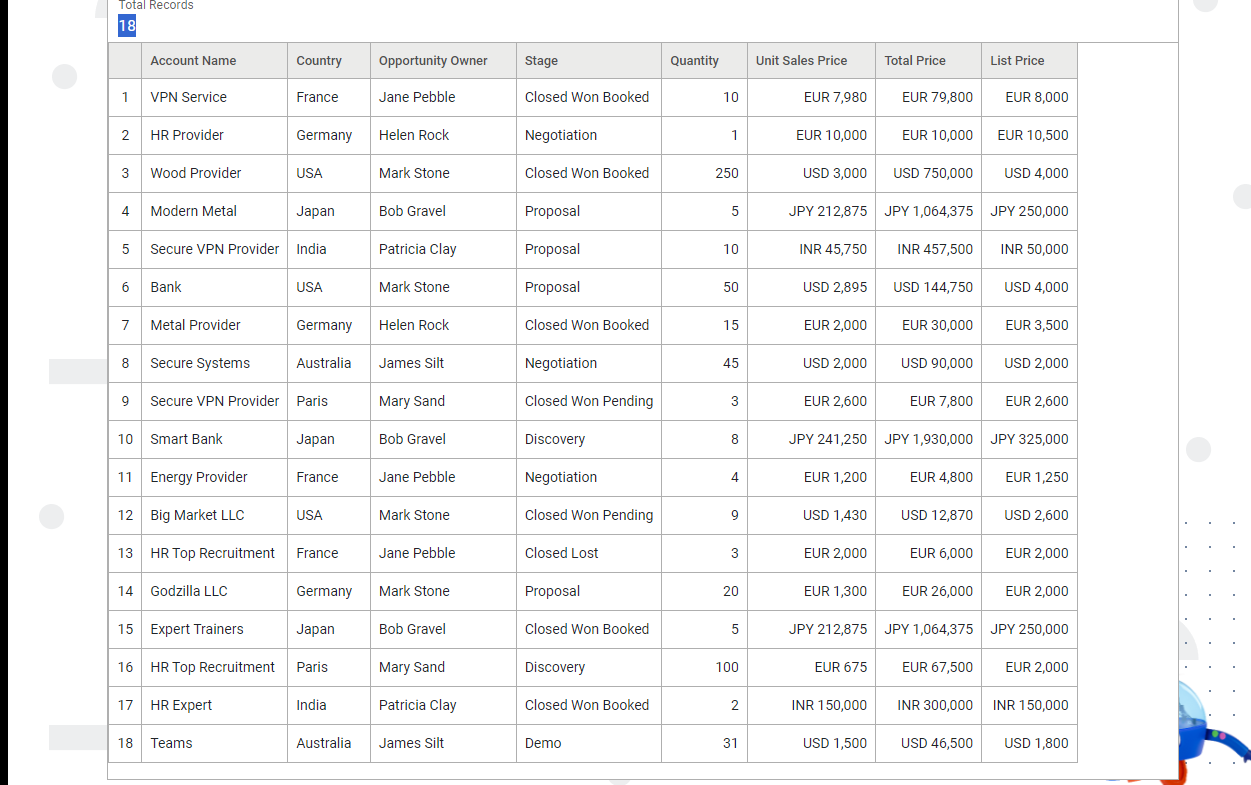 Total Records
18
Account Name Country Opportunity Owner Stage Quantity Unit Sales Price Total Price List Price
1 VPN Service France Jane Pebble Closed Won Booked 10 EUR 7,980 EUR 79,800 EUR 8,000
2 HR Provider Germany Helen Rock Negotiation 1 EUR 10,000 EUR 10,000 EUR 10,500
3 Wood Provider USA Mark Stone Closed Won Booked 250 USD 3,000 USD 750,000 USD 4,000
4 Modern Metal Japan Bob Gravel Proposal 5 JPY 212,875 JPY 1,064,375 JPY 250,000
5 Secure VPN Provider India Patricia Clay Proposal 10 INR 45,750 INR 457,500 INR 50,000
6 Bank USA Mark Stone Proposal 50 USD 2,895 USD 144,750 USD 4,000
7 Metal Provider Germany Helen Rock Closed Won Booked 15 EUR 2,000 EUR 30,000 EUR 3,500
8 Secure Systems Australia James Silt Negotiation 45 USD 2,000 USD 90,000 USD 2,000
9 Secure VPN Provider Paris Mary Sand Closed Won Pending 3 EUR 2,600 EUR 7,800 EUR 2,600
10 Smart Bank Japan Bob Gravel Discovery 8 JPY 241,250 JPY 1,930,000 JPY 325,000
11 Energy Provider France Jane Pebble Negotiation 4 EUR 1,200 EUR 4,800 EUR 1,250
12 Big Market LLC USA Mark Stone Closed Won Pending 9 USD 1,430 USD 12,870 USD 2,600
13 HR Top Recruitment France Jane Pebble Closed Lost 3 EUR 2,000 EUR 6,000 EUR 2,000
14 Godzilla LLC Germany Mark Stone Proposal 20 EUR 1,300 EUR 26,000 EUR 2,000
15 Expert Trainers Japan Bob Gravel Closed Won Booked 5 JPY 212,875 JPY 1,064,375 JPY 250,000
16 HR Top Recruitment Paris Mary Sand Discovery 100 EUR 675 EUR 67,500 EUR 2,000
17 HR Expert India Patricia Clay Closed Won Booked 2 INR 150,000 INR 300,000 INR 150,000
18 Teams Australia James Silt Demo 31 USD 1,500 USD 46,500 USD 1,800